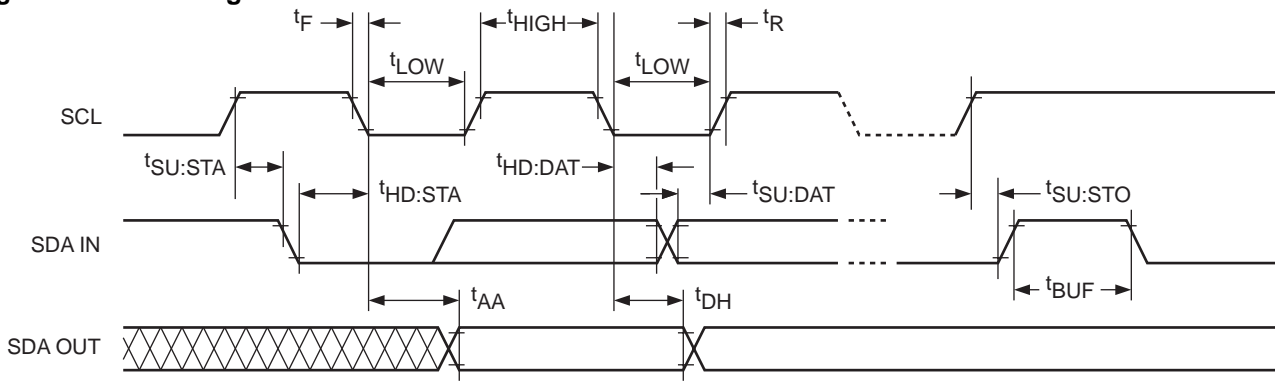 tF
tHIGH
tR
tLOW
tLOW
SCL
tSU:STA
tHD:STA
tHD:DAT
tSU:DAT
tSU:STO
SDA IN
tBUF
tAA
tDH
SDA OUT